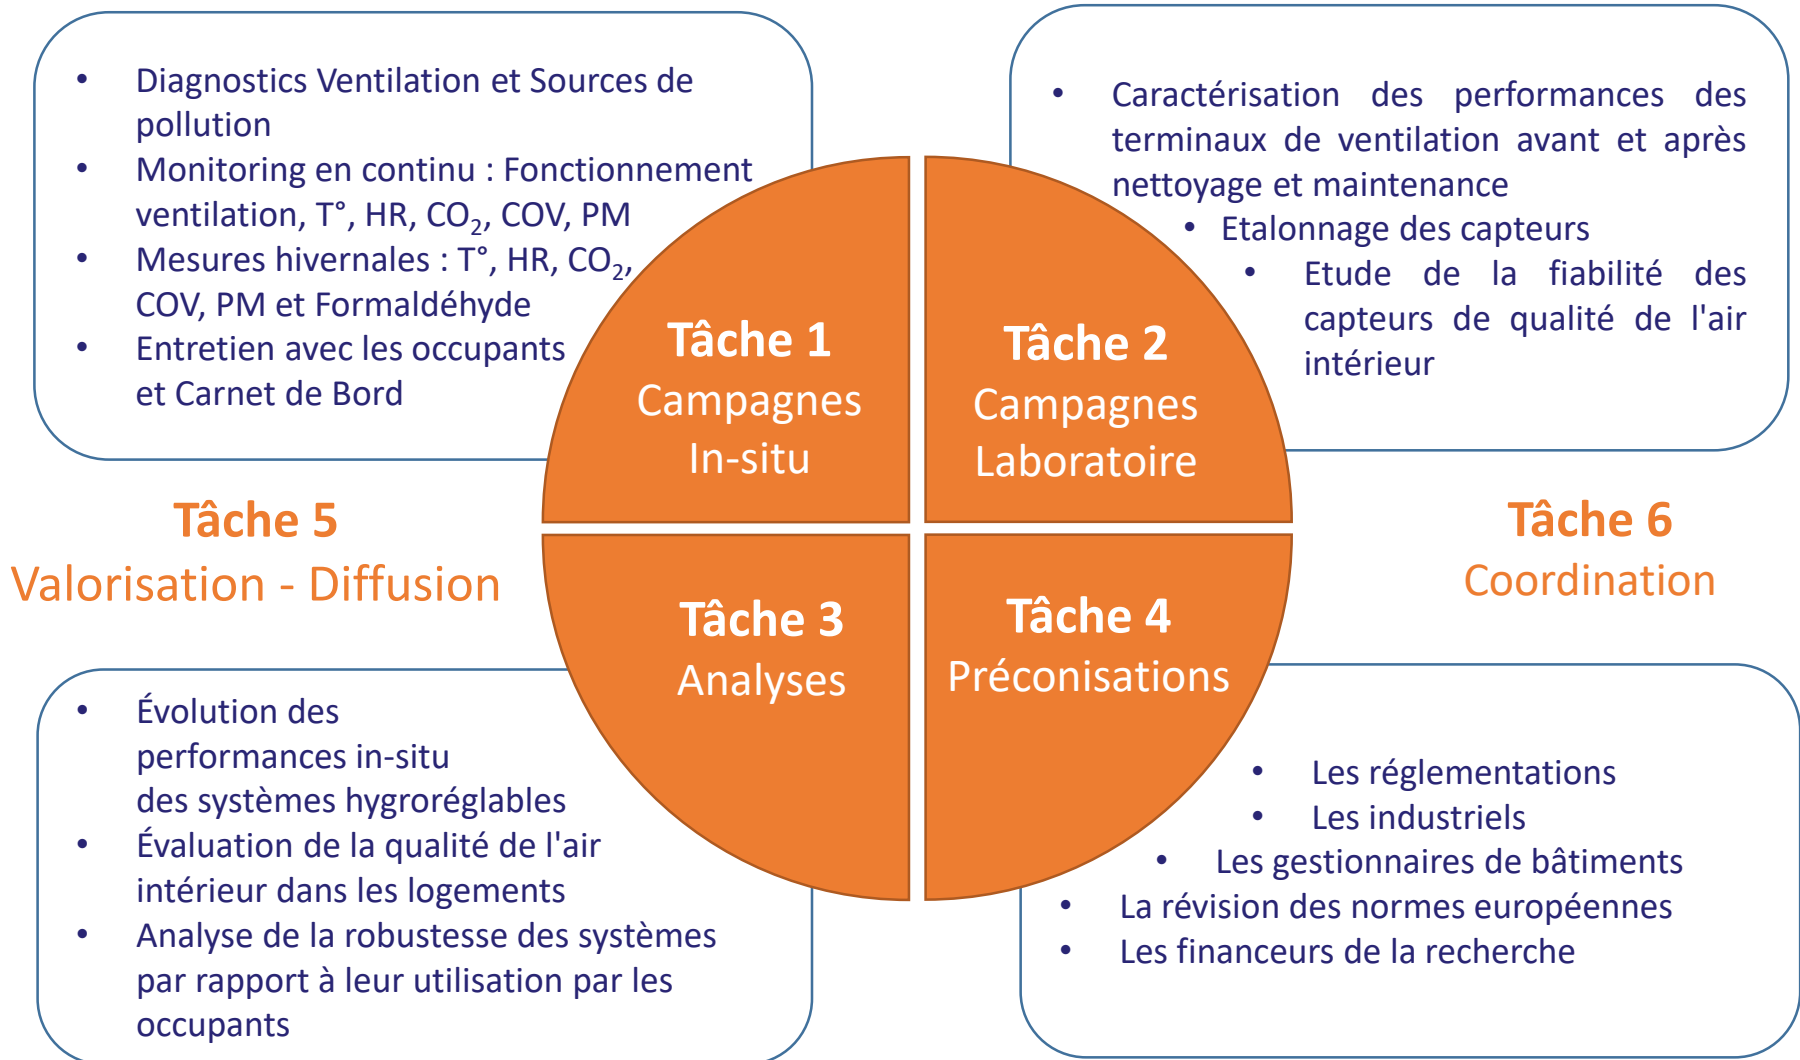 • Diagnostics Ventilation et Sources de
pollution
• Monitoring en continu : Fonctionnement
ventilation, T°, HR, CO₂, COV, PM
• Mesures hivernales : T°, HR, CO₂,
COV, PM et Formaldéhyde
• Entretien avec les occupants
et Carnet de Bord
• Caractérisation des performances des
terminaux de ventilation avant et après
nettoyage et maintenance
• Etalonnage des capteurs
• Etude de la fiabilité des
capteurs de qualité de l'air
intérieur
Tâche 1
Campagnes
In-situ
Tâche 2
Campagnes
Laboratoire
Tâche 5
Valorisation - Diffusion
Tâche 6
Coordination
Tâche 3
Analyses
Tâche 4
Préconisations
• Évolution des
performances in-situ
des systèmes hygroréglables
• Évaluation de la qualité de l'air
intérieur dans les logements
• Analyse de la robustesse des systèmes
par rapport à leur utilisation par les
occupants
• Les réglementations
• Les industriels
• Les gestionnaires de bâtiments
• La révision des normes européennes
• Les financeurs de la recherche